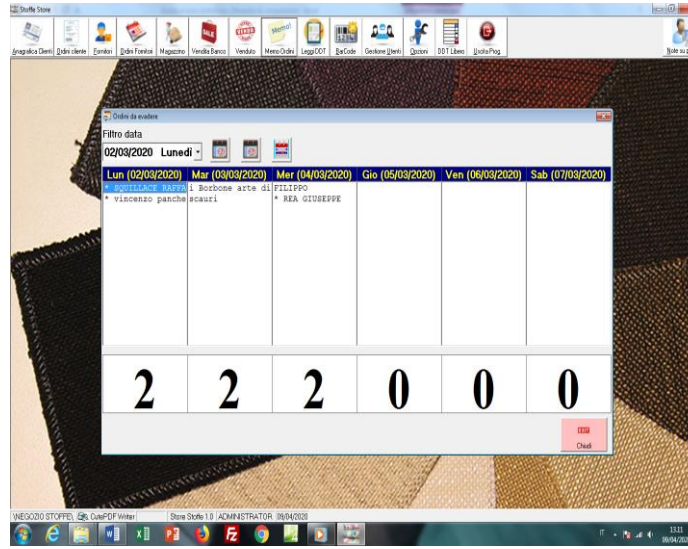 Stoffe Store
Anagrafica Clienti Ordini cliente Fornitori Ordini Fornitori Magazzino Vendita Banco Venduto Memo Ordini Leggi DDT BarCode Gestione Utenti Opzioni DDT Libero Uscita Prog.
Ordini da evadere
Filtro data
02/03/2020 Lunedi
Lun (02/03/2020) Mar (03/03/2020) Mer (04/03/2020) Gio (05/03/2020) Ven (06/03/2020) Sab (07/03/2020)
* SQUILLACE RAFFA i Borbone arte di FILIPPO
* vincenzo panche scauri * REA GIUSEPPE
2 2 2 0 0 0
EXIT
Chiudi
\NEGOZIO STOFFE\ CutePDF Writer Store Stoffe 1.0 ADMINISTRATOR 09/04/2020
IT 13:11